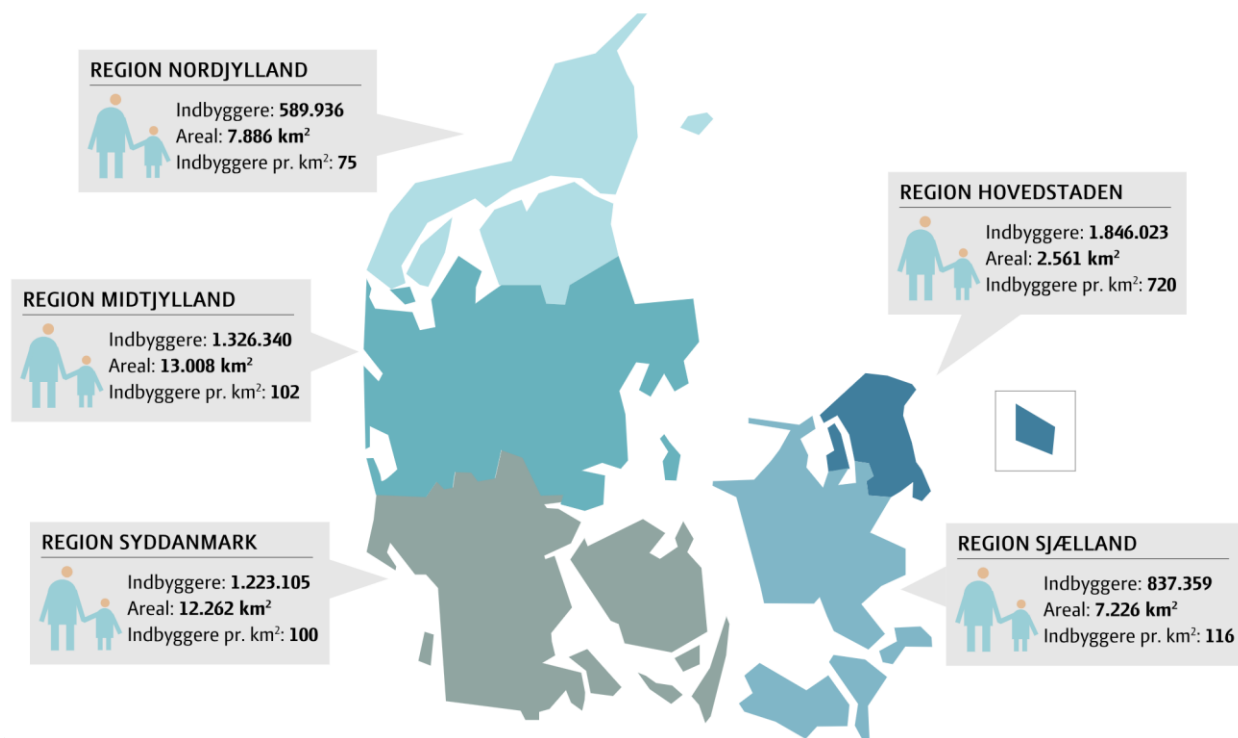 REGION NORDJYLLAND
Indbyggere: 589.936
Areal: 7.886 km²
Indbyggere pr. km²: 75
REGION HOVEDSTADEN
Indbyggere: 1.846.023
Areal: 2.561 km²
Indbyggere pr. km²: 720
REGION MIDTJYLLAND
Indbyggere: 1.326.340
Areal: 13.008 km²
Indbyggere pr. km²: 102
REGION SYDDANMARK
Indbyggere: 1.223.105
Areal: 12.262 km²
Indbyggere pr. km²: 100
REGION SJÆLLAND
Indbyggere: 837.359
Areal: 7.226 km²
Indbyggere pr. km²: 116